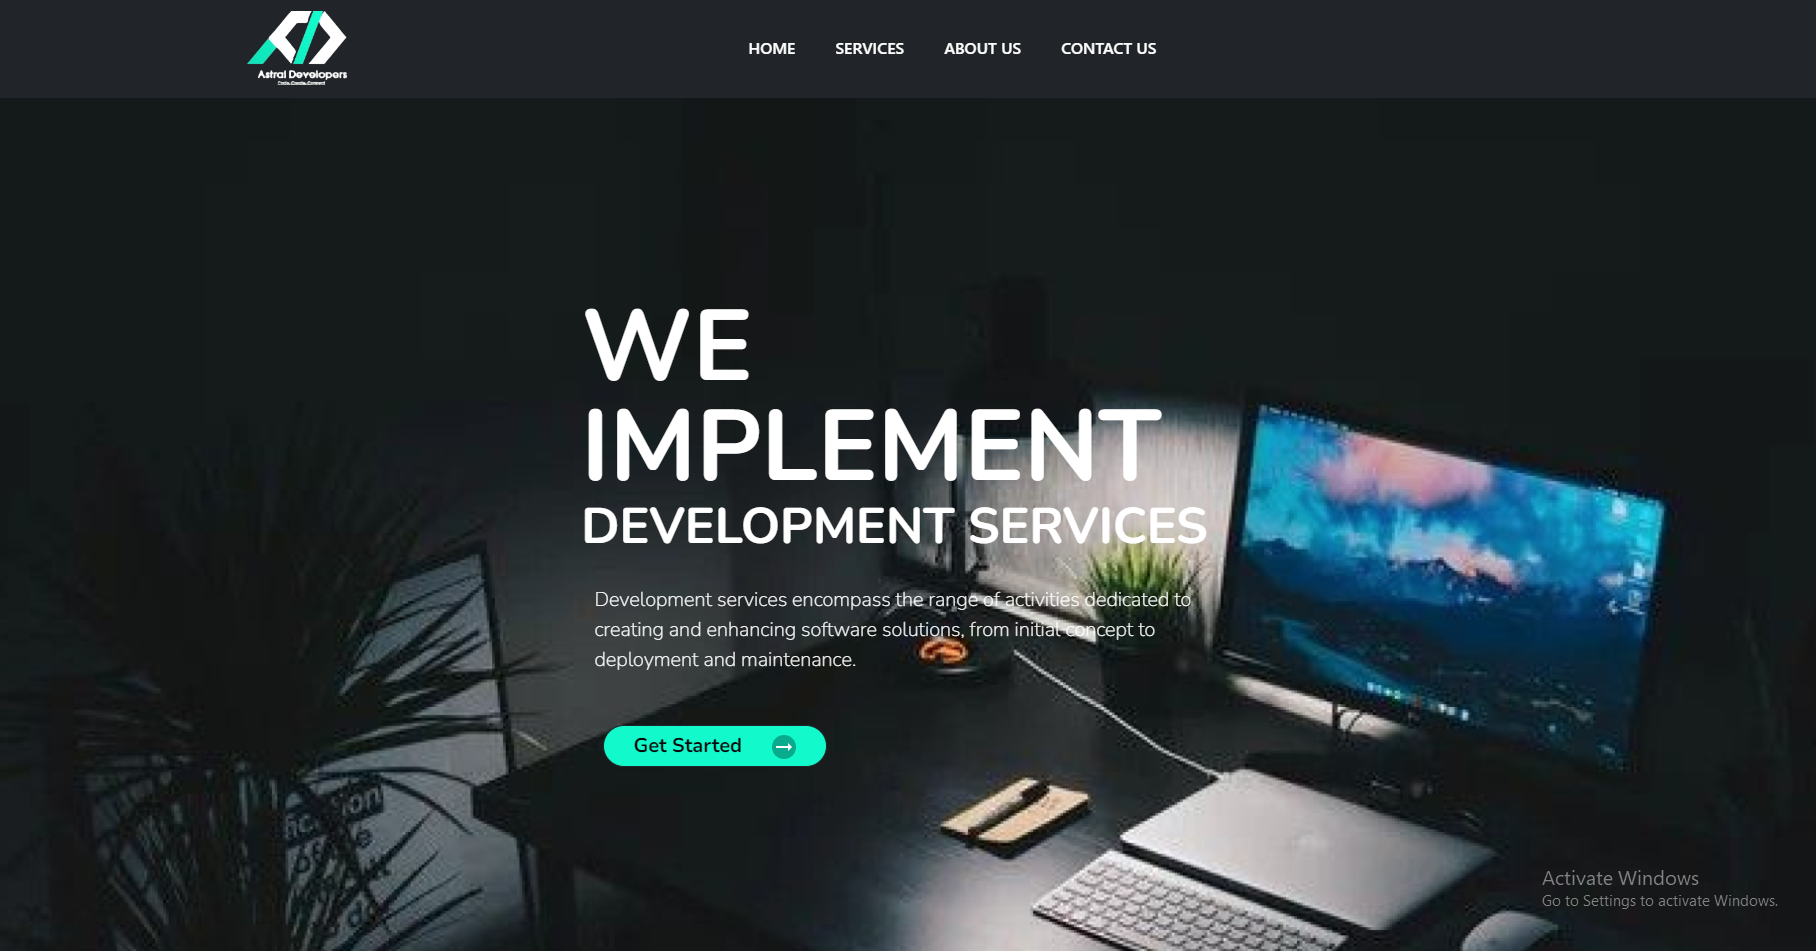 Astral Developers
HOME
SERVICES
ABOUT US
CONTACT US
WE
IMPLEMENT
DEVELOPMENT SERVICES
Development services encompass the range of activities dedicated to
creating and enhancing software solutions, from initial concept to
deployment and maintenance.
Get Started
Activate Windows
Go to Settings to activate Windows.